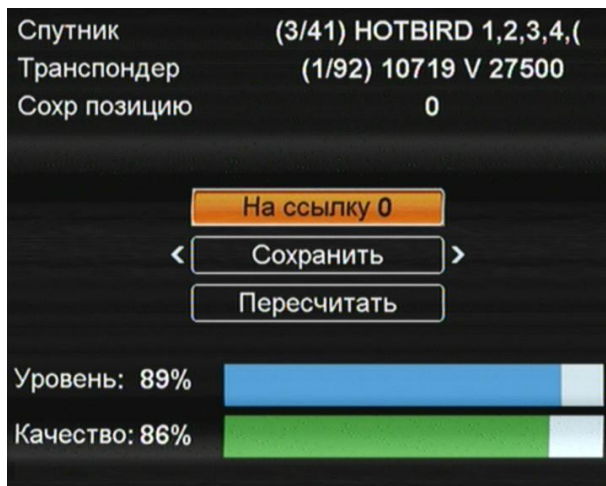 Спутник (3/41) HOTBIRD 1,2,3,4,(
Транспондер (1/92) 10719 V 27500
Сохр позицию 0
На ссылку 0
< Сохранить >
Пересчитать
Уровень: 89%
Качество: 86%